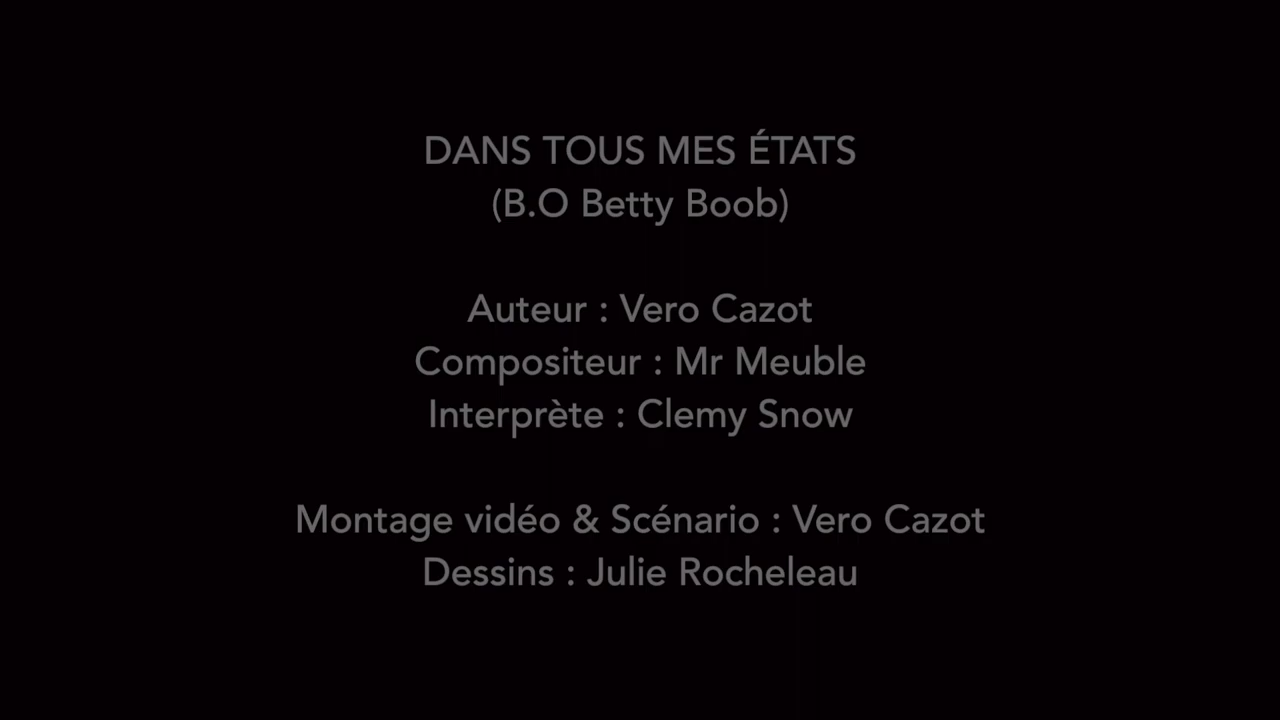 DANS TOUS MES ÉTATS
(B.O Betty Boob)
Auteur : Vero Cazot
Compositeur : Mr Meuble
Interprète : Clemy Snow
Montage vidéo & Scénario : Vero Cazot
Dessins : Julie Rocheleau